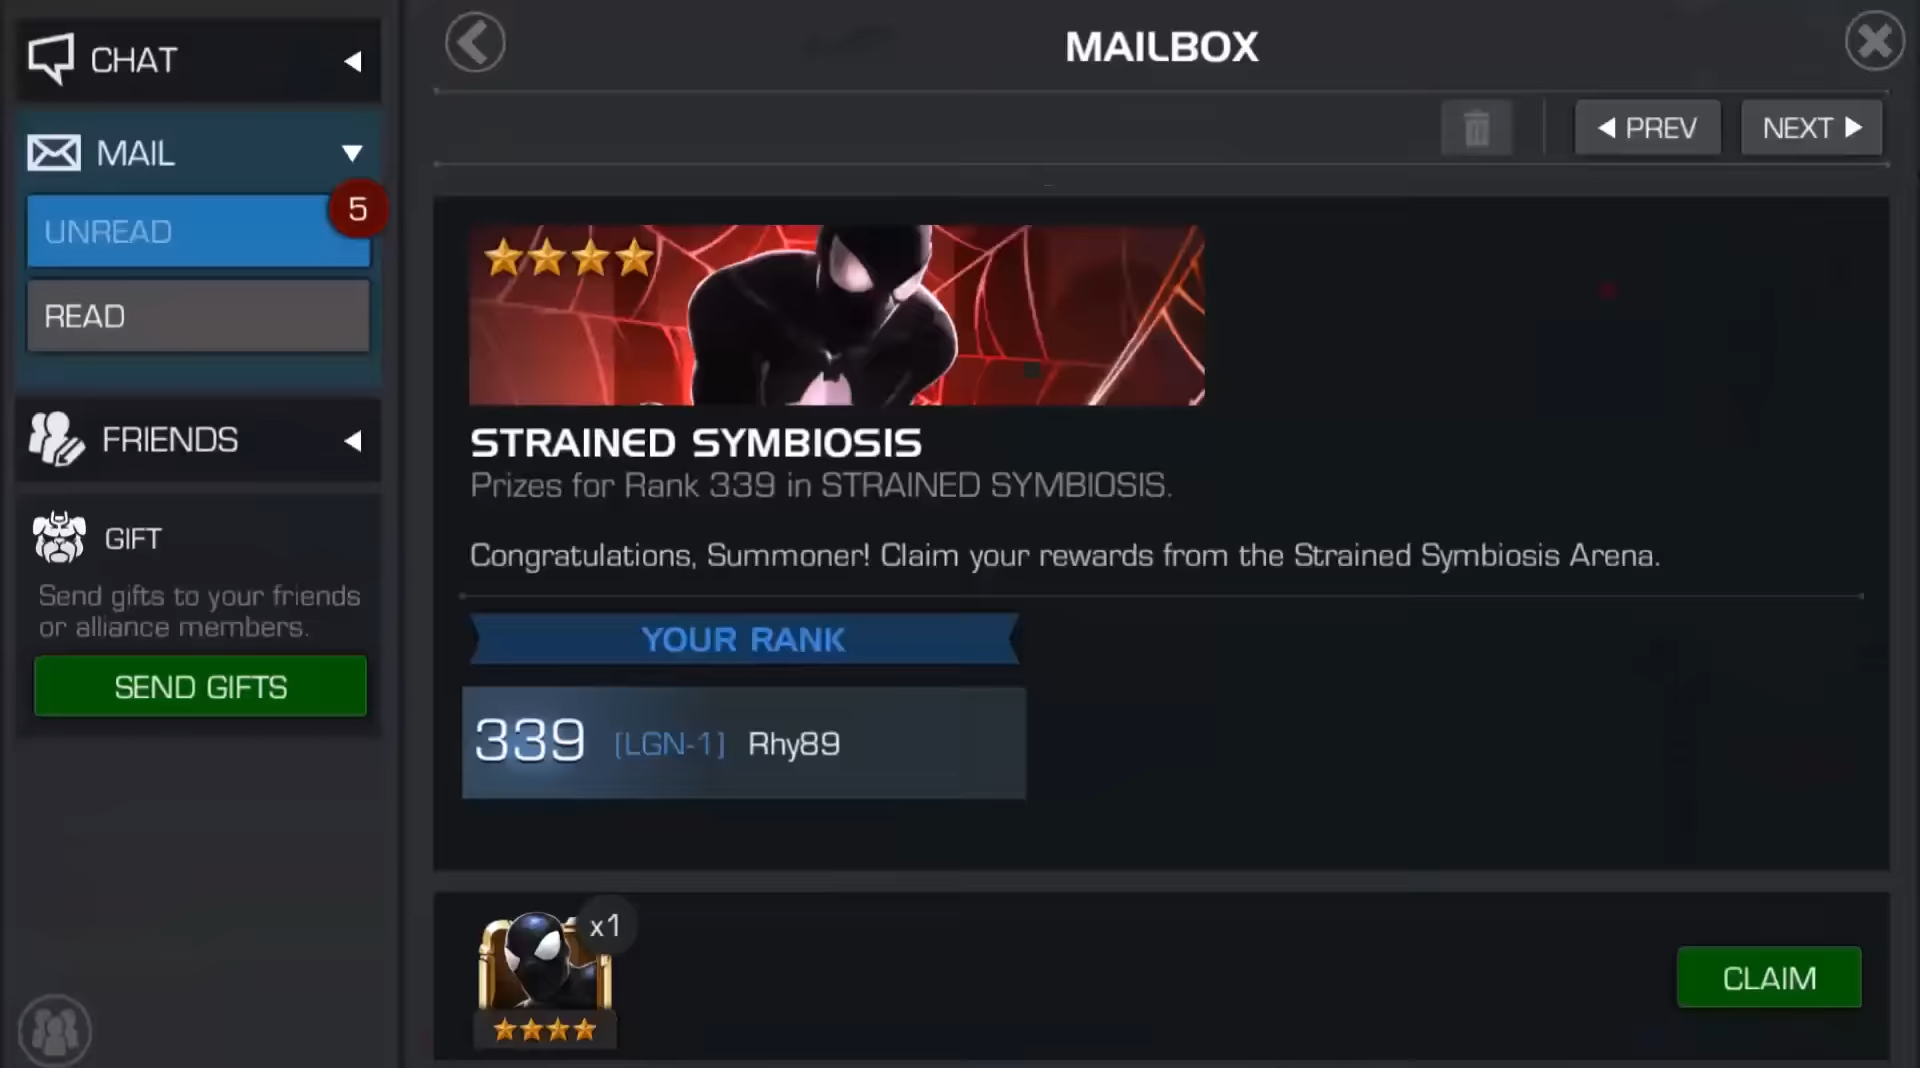 CHAT
MAIL
5
UNREAD
READ
FRIENDS
GIFT
Send gifts to your friends
or alliance members.
SEND GIFTS
MAILBOX
PREV
NEXT
STRAINED SYMBIOSIS
Prizes for Rank 339 in STRAINED SYMBIOSIS.
Congratulations, Summoner! Claim your rewards from the Strained Symbiosis Arena.
YOUR RANK
339 [LGN-1] Rhy89
x1
CLAIM